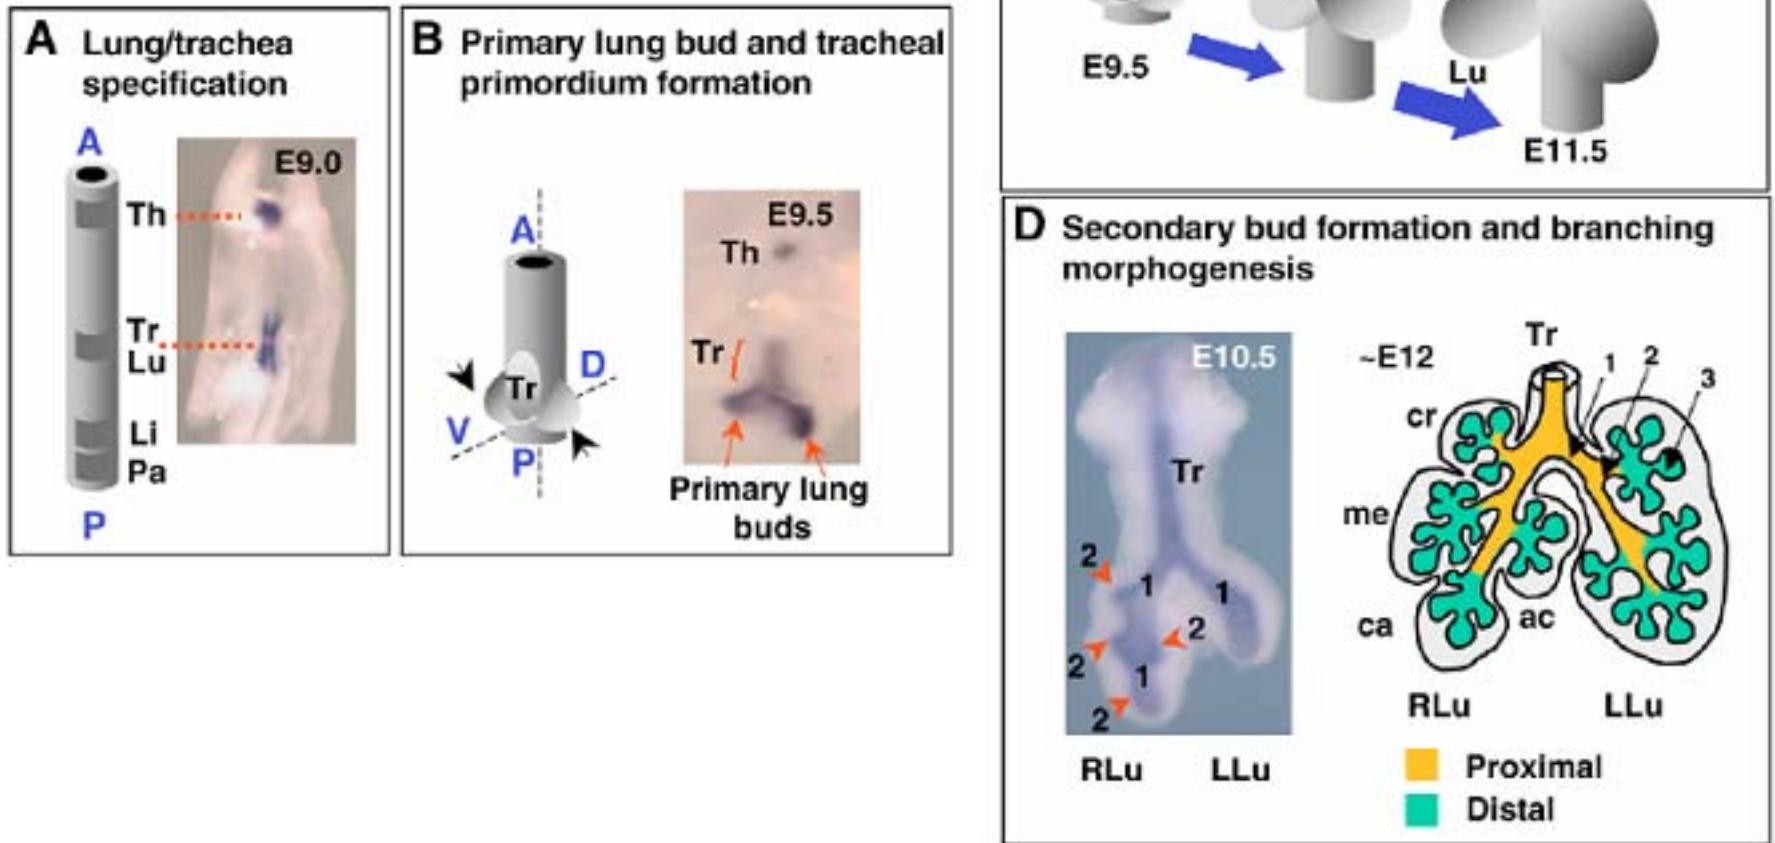 A Lung/trachea
specification
A
E9.0
Th
Tr
Lu
Li
Pa
P
B Primary lung bud and tracheal
primordium formation
A
D
Tr
V
P
E9.5
Th
Tr
Primary lung
buds
E9.5
Lu
E11.5
D Secondary bud formation and branching
morphogenesis
E10.5
Tr
2
1
1
2
2
1
2
RLu LLu
~E12
Tr
1
2
3
cr
me
ca
ac
RLu LLu
Proximal
Distal